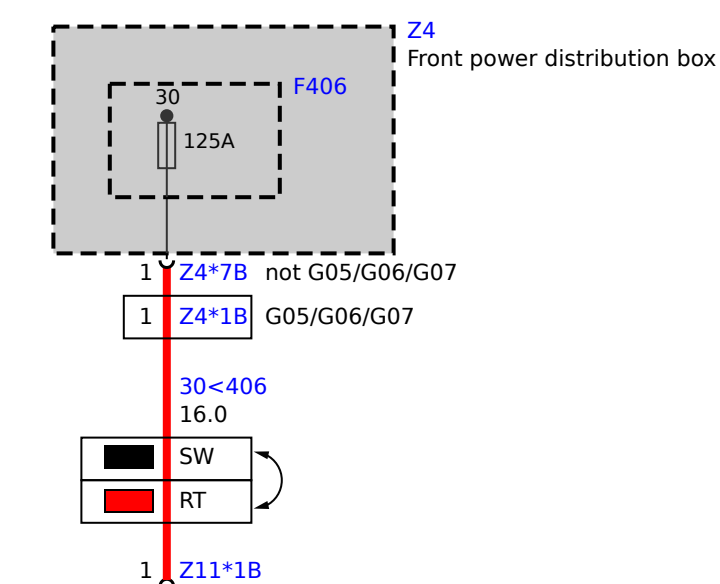 Z4
Front power distribution box
F406
30
125A
1 Z4*7B not G05/G06/G07
1 Z4*1B G05/G06/G07
30<406
16.0
SW
RT
1 Z11*1B